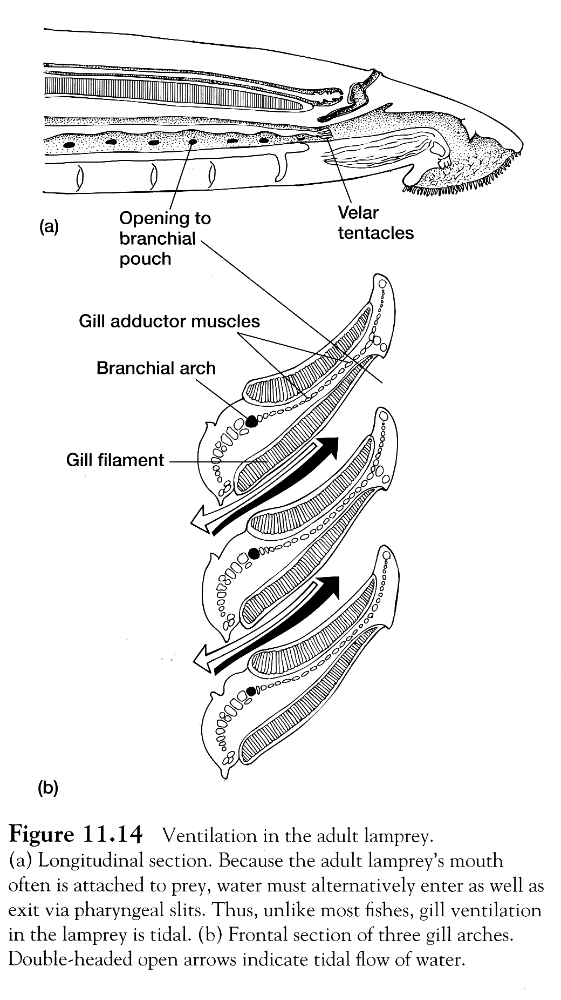 (a)
Opening to
branchial
pouch
Velar
tentacles
Gill adductor muscles
Branchial arch
Gill filament
(b)
Figure 11.14 Ventilation in the adult lamprey.
(a) Longitudinal section. Because the adult lamprey's mouth
often is attached to prey, water must alternatively enter as well as
exit via pharyngeal slits. Thus, unlike most fishes, gill ventilation
in the lamprey is tidal. (b) Frontal section of three gill arches.
Double-headed open arrows indicate tidal flow of water.